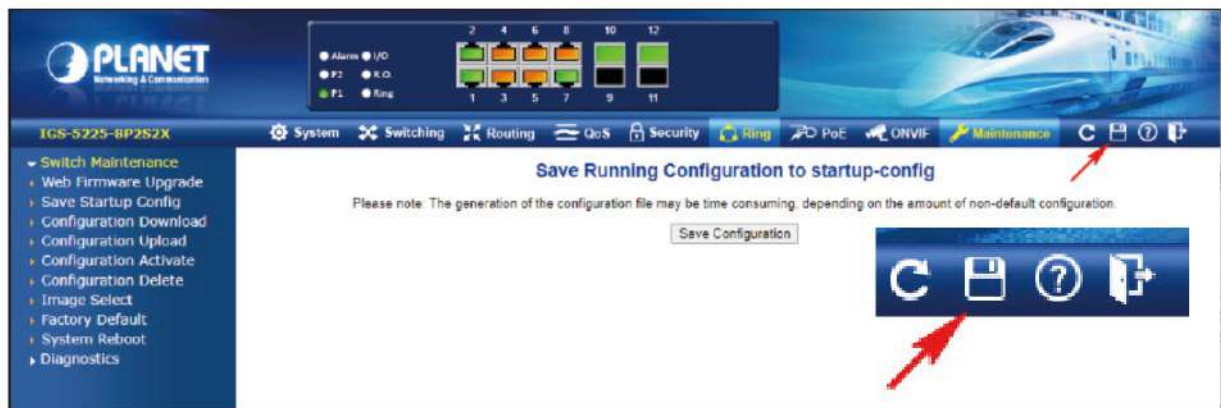 2 4 6 8 10 12
PLANET
Networking & Communication
Alarm I/O
P2 R.O.
P1 Ring
1 3 5 7 9 11
IGS-5225-8P2S2X
System Switching Routing QoS Security Ring PoE ONVIF Maintenance
Switch Maintenance
Web Firmware Upgrade
Save Startup Config
Configuration Download
Configuration Upload
Configuration Activate
Configuration Delete
Image Select
Factory Default
System Reboot
Diagnostics
Save Running Configuration to startup-config
Please note: The generation of the configuration file may be time consuming, depending on the amount of non-default configuration.
Save Configuration